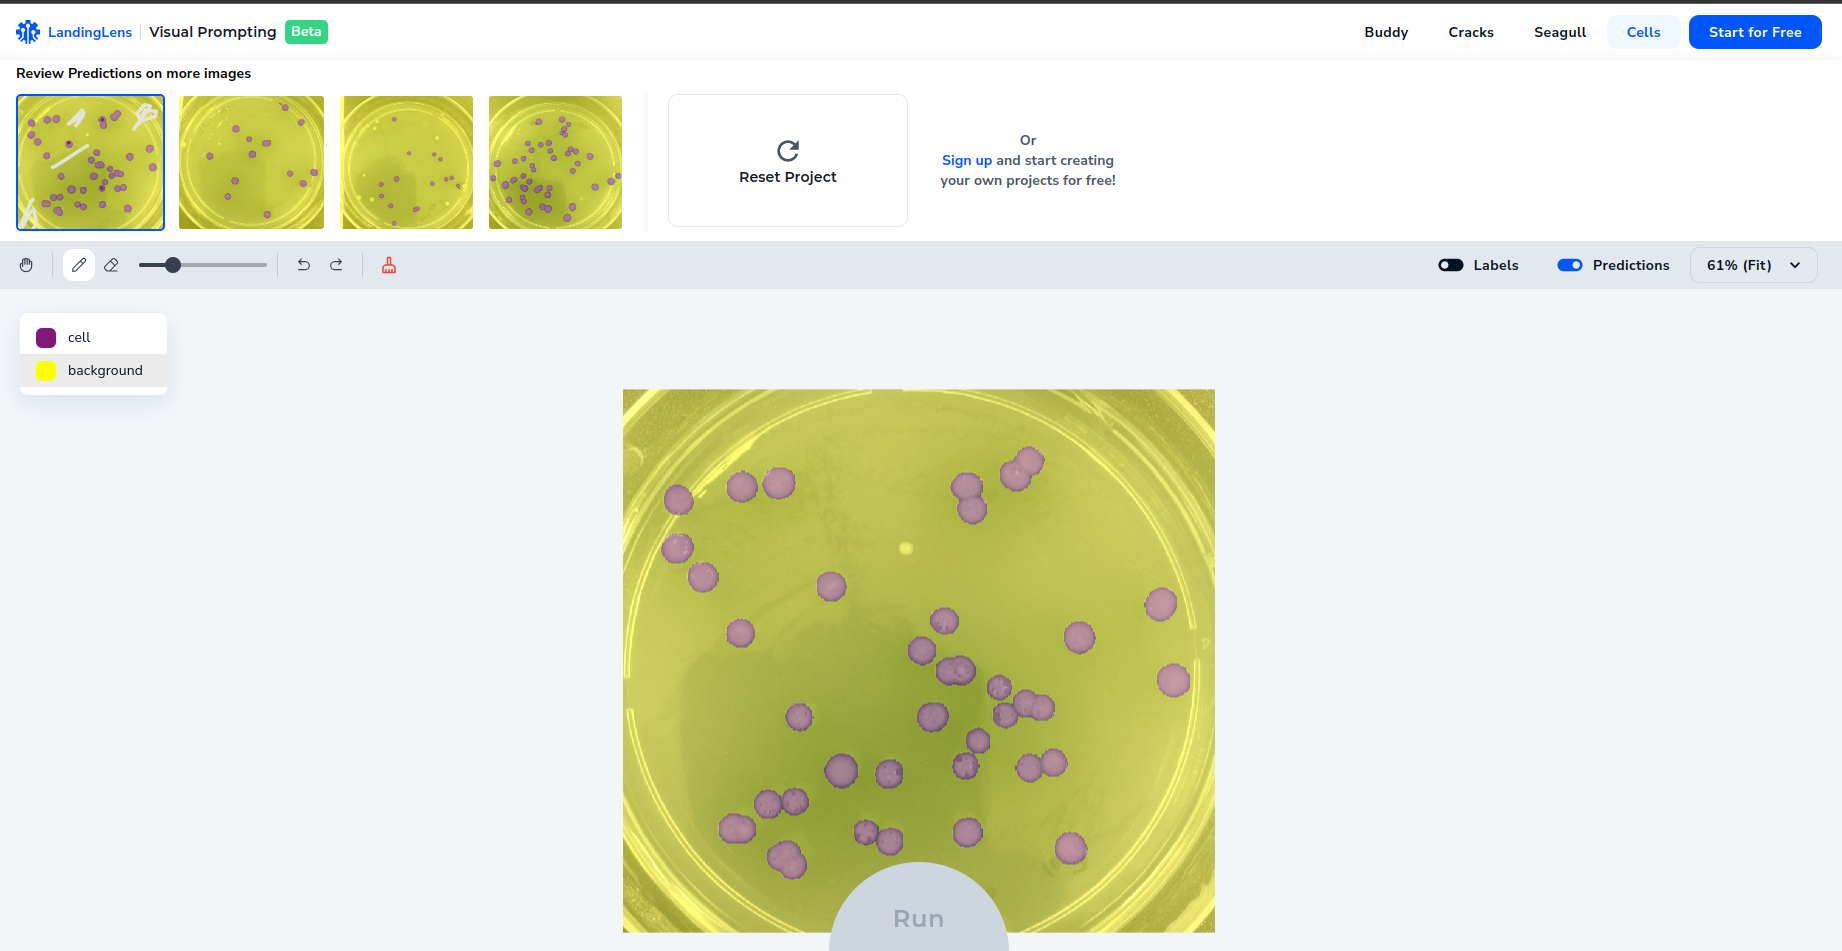 LandingLens Visual Prompting Beta Buddy Cracks Seagull Cells Start for Free
Review Predictions on more images
Reset Project
Or
Sign up and start creating
your own projects for free!
Labels Predictions 61% (Fit)
cell
background
Run